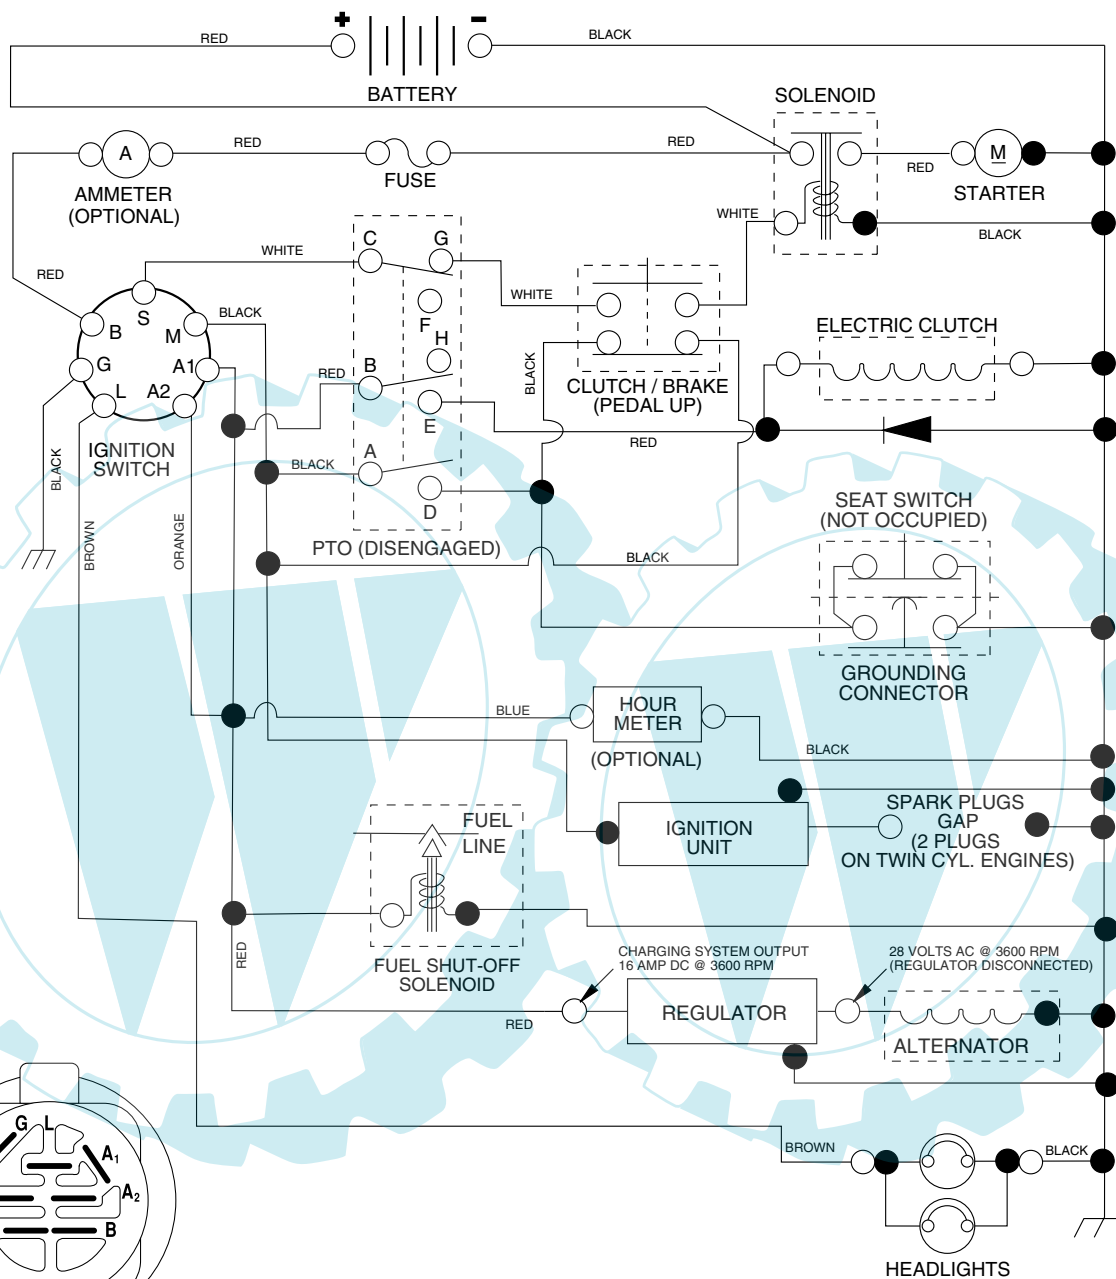 + -
RED
BLACK
BATTERY
SOLENOID
A
RED
FUSE
RED
RED
M
STARTER
AMMETER
(OPTIONAL)
WHITE
BLACK
RED
WHITE
C G
WHITE
BLACK
S
B
M
F
H
ELECTRIC CLUTCH
G
A1
L
A2
RED
B
BLACK
CLUTCH / BRAKE
(PEDAL UP)
E
RED
IGNITION
SWITCH
BLACK
BLACK
A
D
SEAT SWITCH
(NOT OCCUPIED)
BROWN
ORANGE
PTO (DISENGAGED)
BLACK
GROUNDING
CONNECTOR
BLUE
HOUR
METER
(OPTIONAL)
BLACK
SPARK PLUGS
GAP
(2 PLUGS
ON TWIN CYL. ENGINES)
IGNITION
UNIT
FUEL
LINE
RED
FUEL SHUT-OFF
SOLENOID
CHARGING SYSTEM OUTPUT
16 AMP DC @ 3600 RPM
28 VOLTS AC @ 3600 RPM
(REGULATOR DISCONNECTED)
RED
REGULATOR
ALTERNATOR
G L
A1
A2
B
BROWN
BLACK
HEADLIGHTS